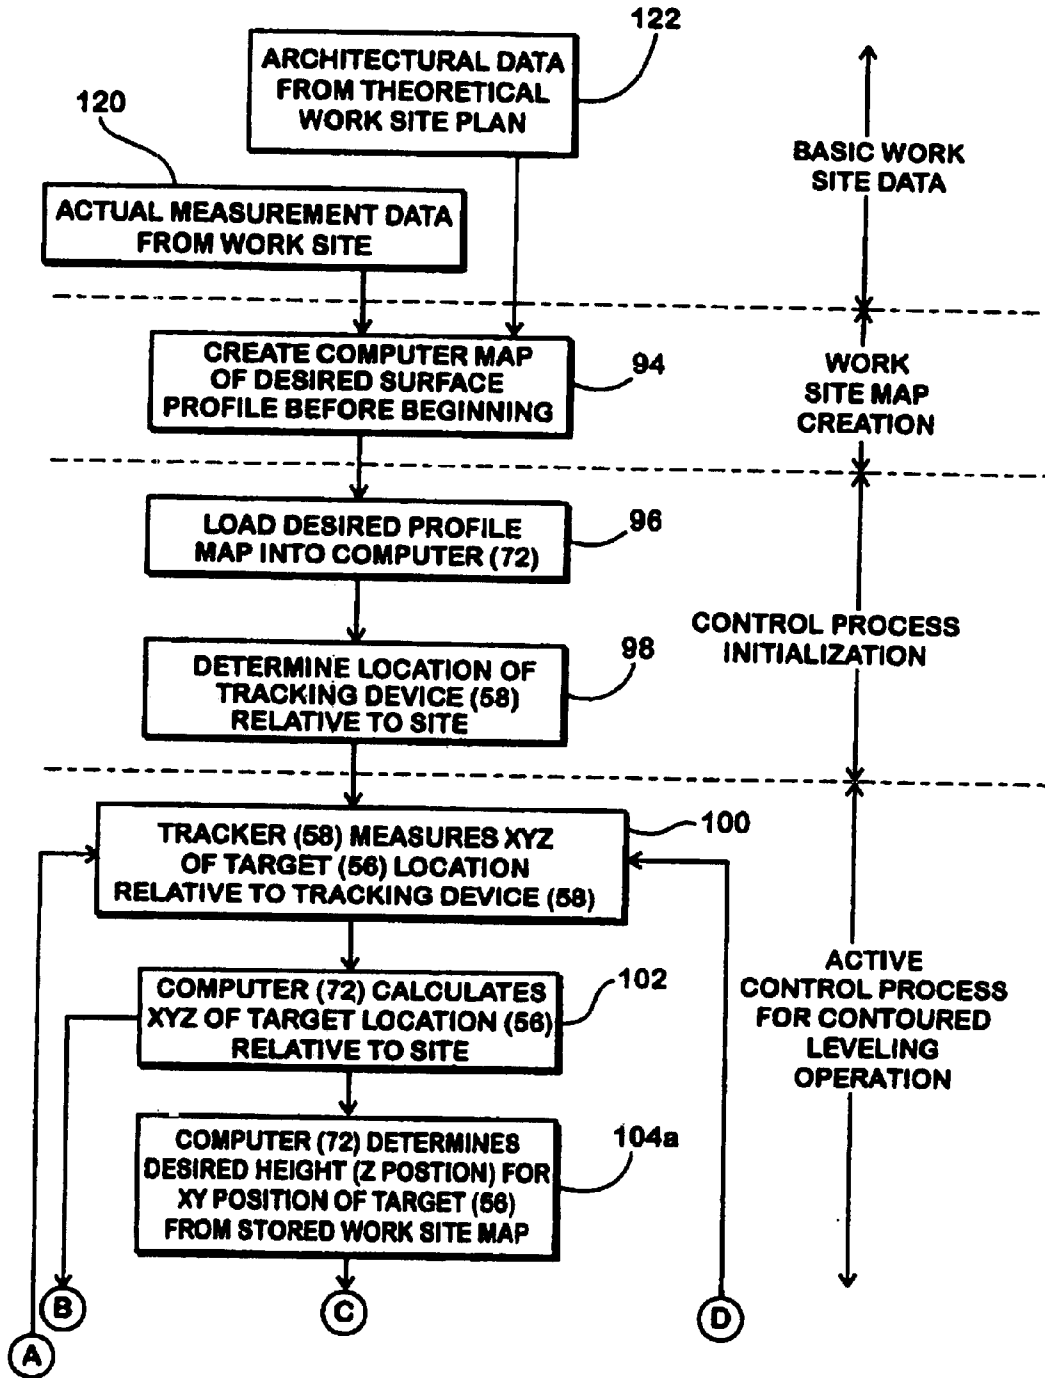 122
ARCHITECTURAL DATA
FROM THEORETICAL
WORK SITE PLAN
120
ACTUAL MEASUREMENT DATA
FROM WORK SITE
BASIC WORK
SITE DATA
CREATE COMPUTER MAP
OF DESIRED SURFACE
PROFILE BEFORE BEGINNING
94
WORK
SITE MAP
CREATION
LOAD DESIRED PROFILE
MAP INTO COMPUTER (72)
96
DETERMINE LOCATION OF
TRACKING DEVICE (58)
RELATIVE TO SITE
98
CONTROL PROCESS
INITIALIZATION
TRACKER (58) MEASURES XYZ
OF TARGET (56) LOCATION
RELATIVE TO TRACKING DEVICE (58)
100
COMPUTER (72) CALCULATES
XYZ OF TARGET LOCATION (56)
RELATIVE TO SITE
102
ACTIVE
CONTROL PROCESS
FOR CONTOURED
LEVELING
OPERATION
COMPUTER (72) DETERMINES
DESIRED HEIGHT (Z POSTION) FOR
XY POSITION OF TARGET (56)
FROM STORED WORK SITE MAP
104a
B
C
D
A